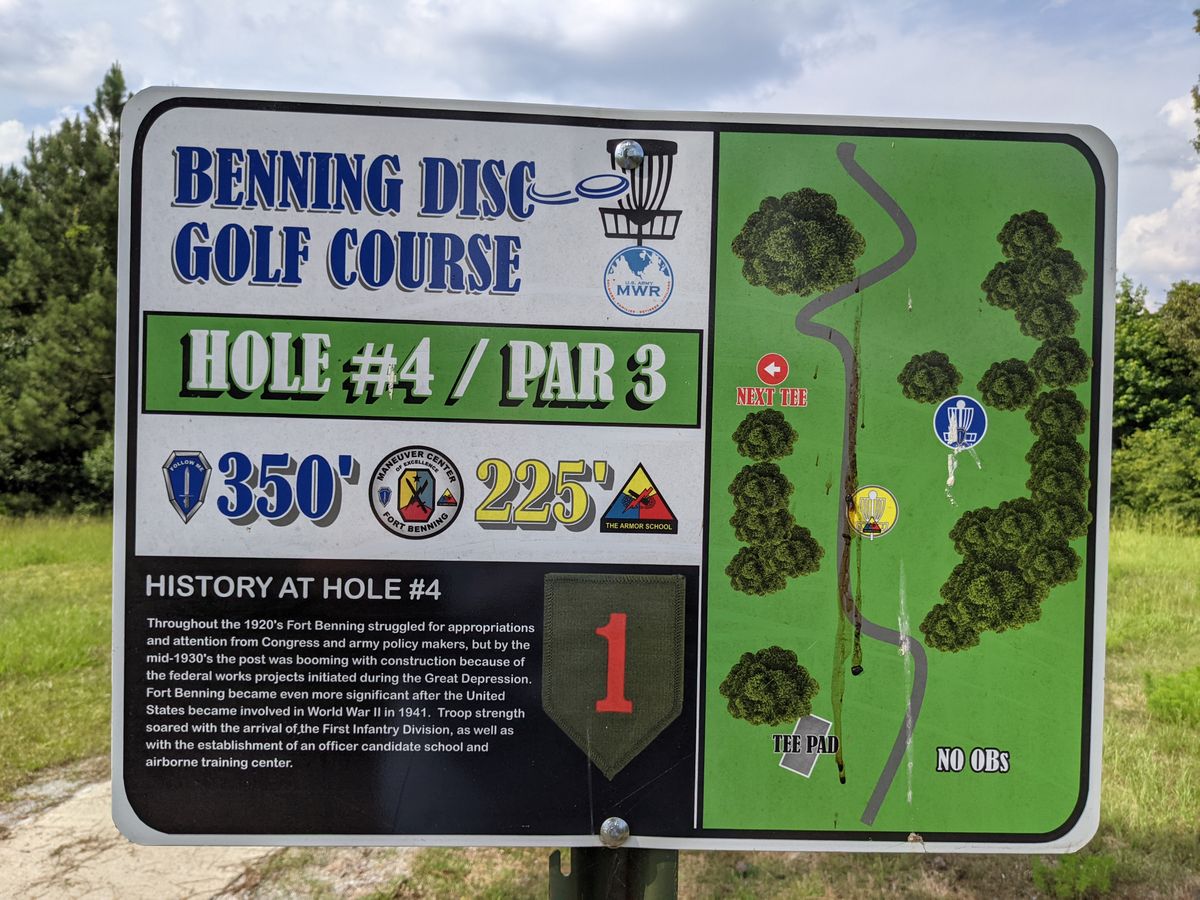 BENNING DISC
GOLF COURSE
U.S. ARMY
MWR
HOLE #4 / PAR 3
FOLLOW ME
350'
MANEUVER CENTER
OF EXCELLENCE
FORT BENNING
225'
THE ARMOR SCHOOL
HISTORY AT HOLE #4
Throughout the 1920's Fort Benning struggled for appropriations
and attention from Congress and army policy makers, but by the
mid-1930's the post was booming with construction because of
the federal works projects initiated during the Great Depression.
Fort Benning became even more significant after the United
States became involved in World War II in 1941. Troop strength
soared with the arrival of the First Infantry Division, as well as
with the establishment of an officer candidate school and
airborne training center.
1
NEXT TEE
TEE PAD
NO OBs